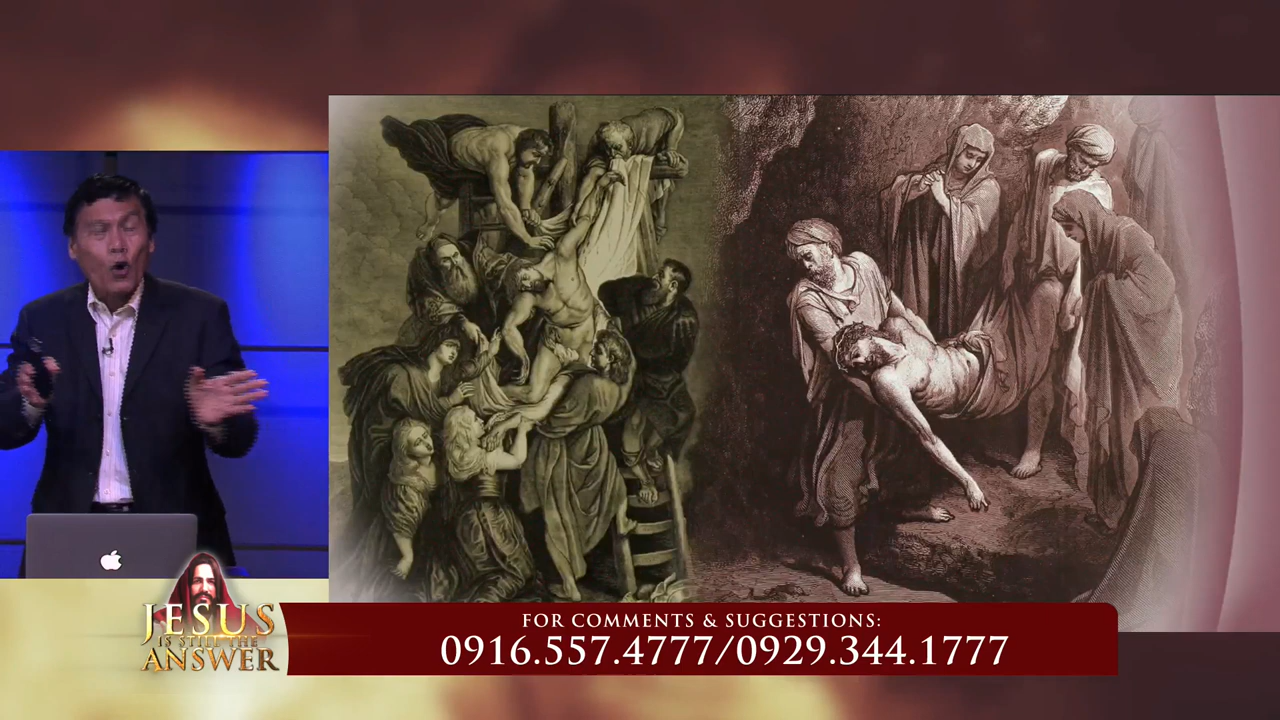 JESUS
IS STILL THE
ANSWER
FOR COMMENTS & SUGGESTIONS:
0916.557.4777/0929.344.1777